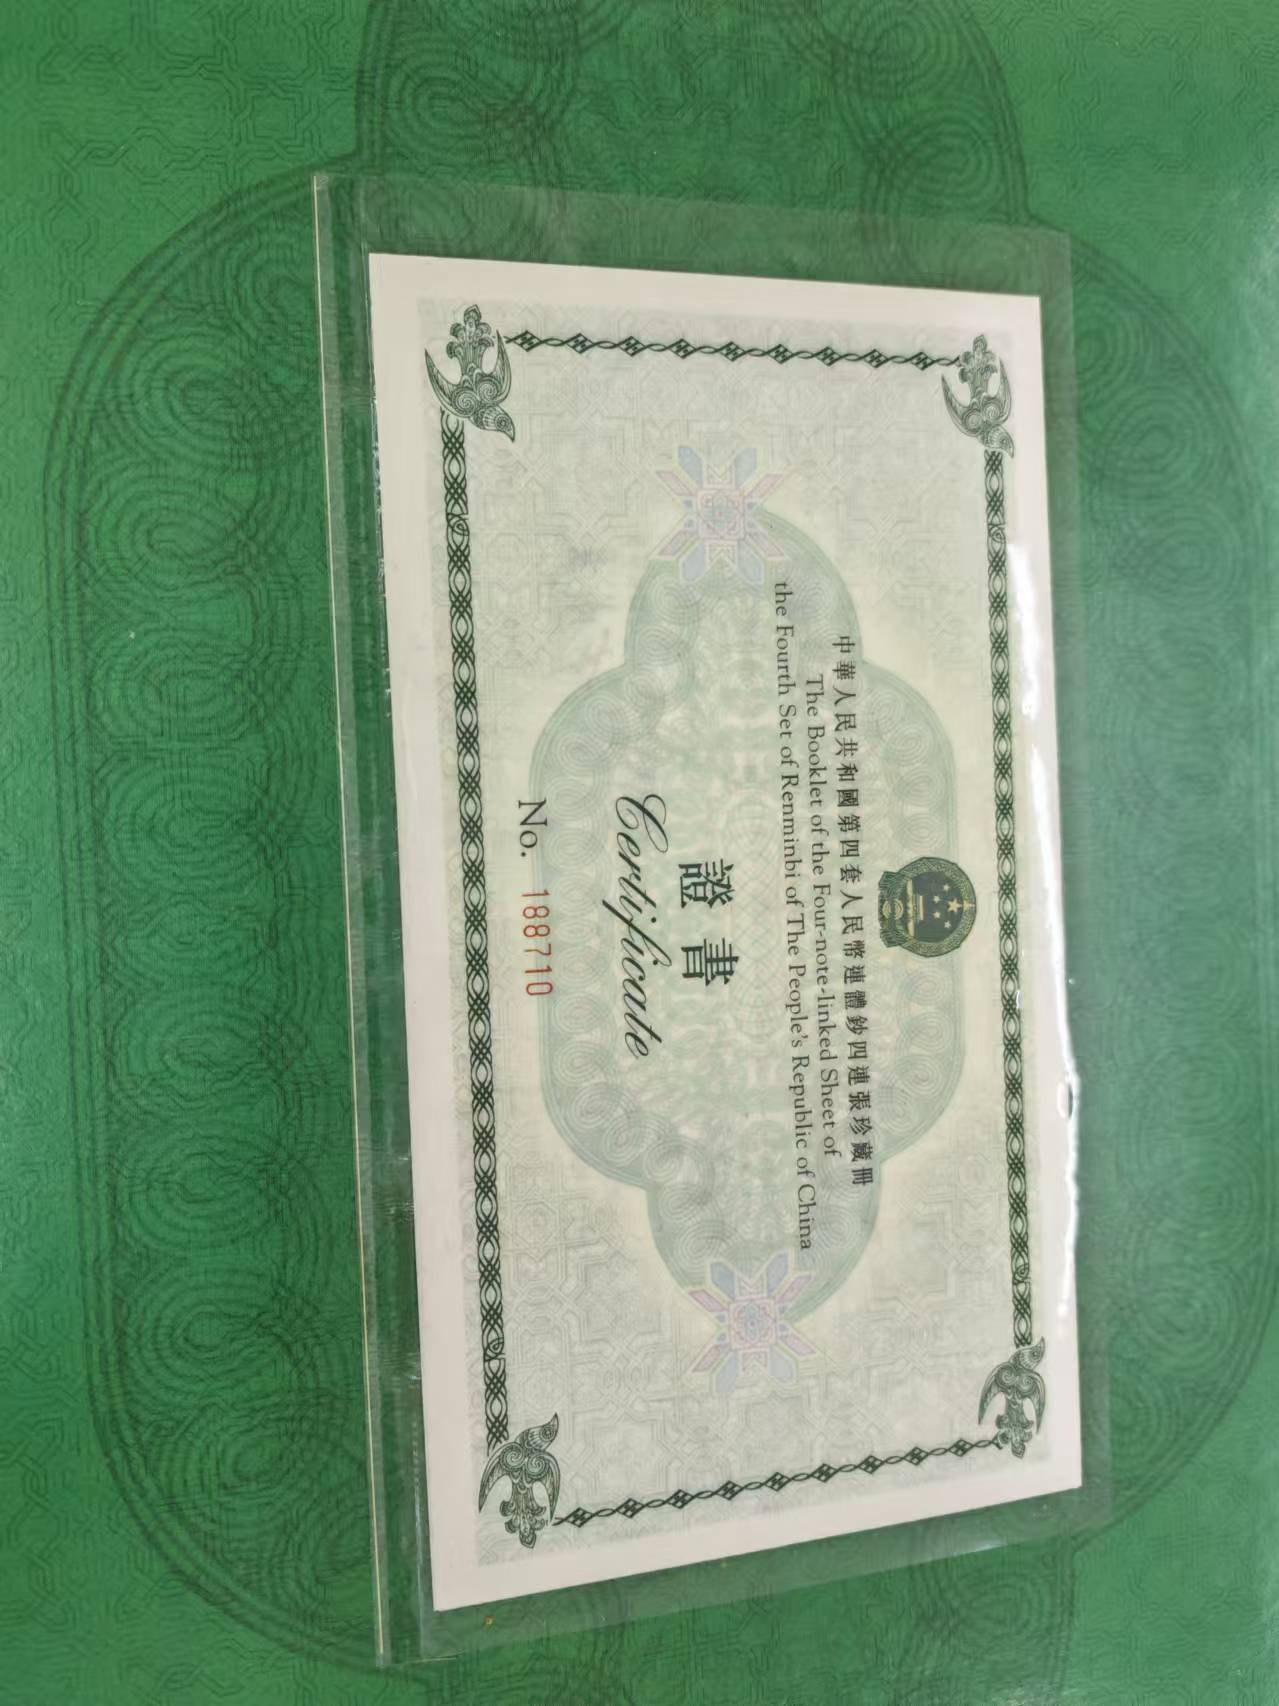 中華人民共和國第四套人民幣連體鈔四連張珍藏冊
The Booklet of the Four-note-linked Sheet of
the Fourth Set of Renminbi of The People's Republic of China
證書
Certificate
No. 188710